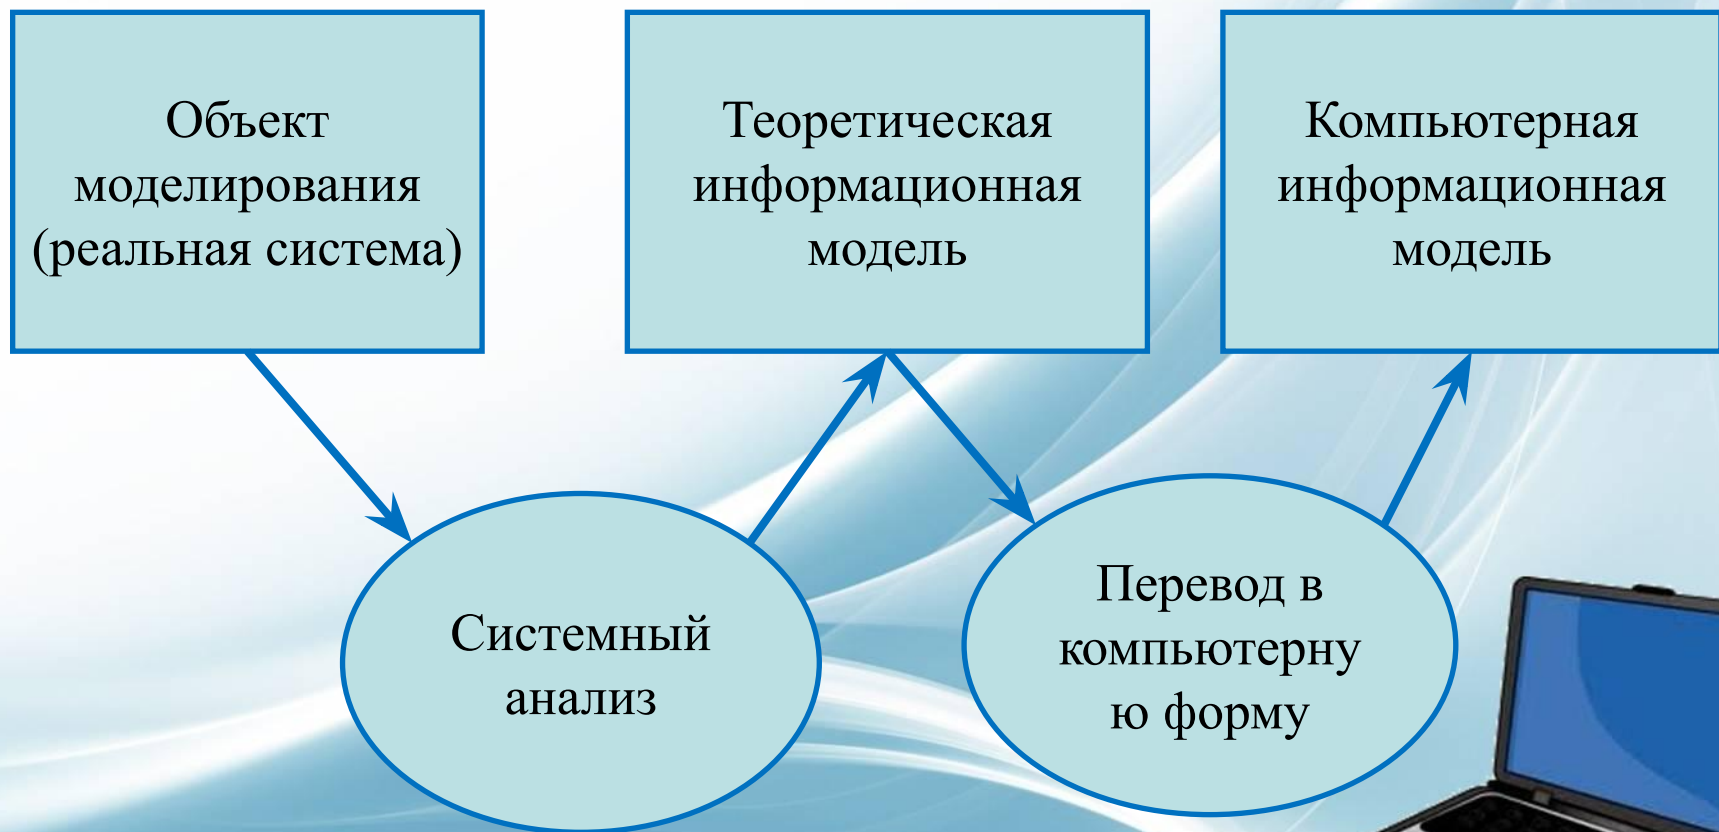 Объект
моделирования
(реальная система)
Теоретическая
информационная
модель
Компьютерная
информационная
модель
Системный
анализ
Перевод в
компьютерну
ю форму